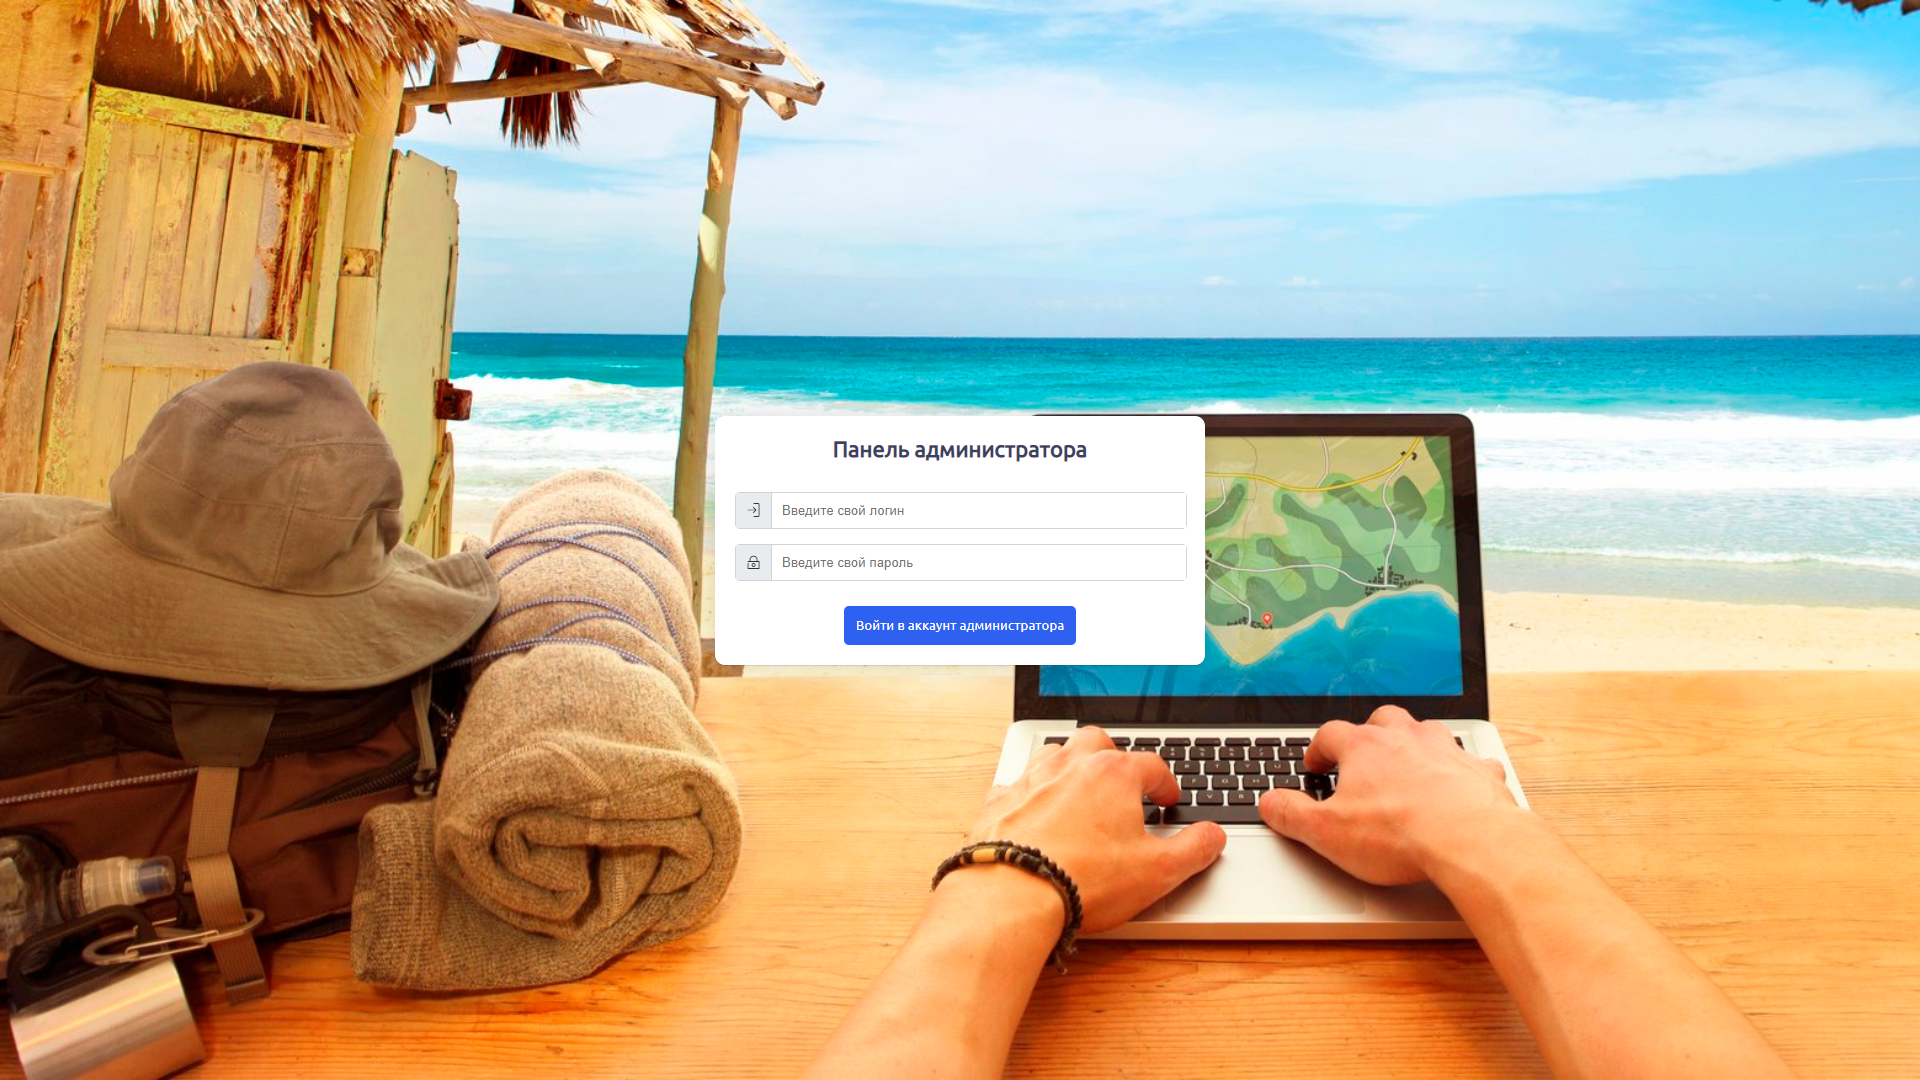 Панель администратора
Введите свой логин
Введите свой пароль
Войти в аккаунт администратора